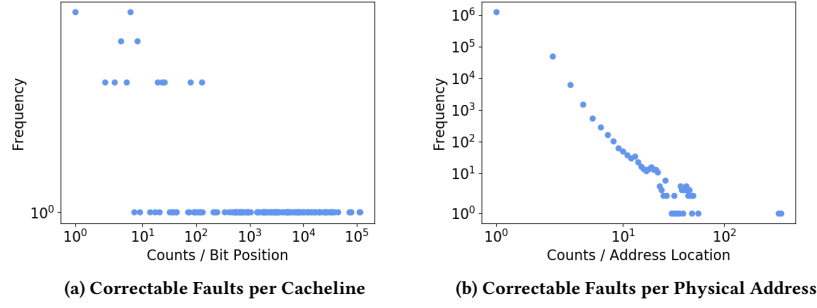 Frequency
10^0
10^0 10^1 10^2 10^3 10^4 10^5
Counts / Bit Position
(a) Correctable Faults per Cacheline
Frequency
10^6
10^5
10^4
10^3
10^2
10^1
10^0
10^0 10^1 10^2
Counts / Address Location
(b) Correctable Faults per Physical Address